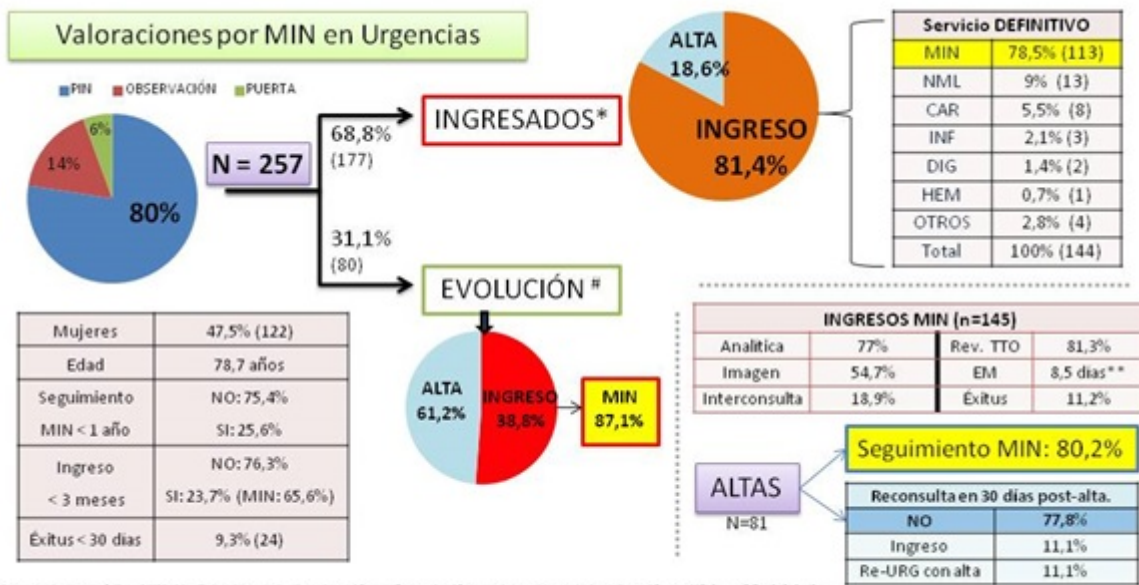 Valoraciones por MIN en Urgencias
PIN OBSERVACIÓN PUERTA
6%
14%
80%
N = 257
68,8%
(177)
31,1%
(80)
INGRESADOS*
EVOLUCIÓN #
ALTA
18,6%
INGRESO
81,4%
Servicio DEFINITIVO
MIN 78,5% (113)
NML 9% (13)
CAR 5,5% (8)
INF 2,1% (3)
DIG 1,4% (2)
HEM 0,7% (1)
OTROS 2,8% (4)
Total 100% (144)
Mujeres 47,5% (122)
Edad 78,7 años
Seguimiento NO: 75,4%
MIN < 1 año SI: 25,6%
Ingreso NO: 76,3%
< 3 meses SI: 23,7% (MIN: 65,6%)
Éxitus < 30 dias 9,3% (24)
ALTA
61,2%
INGRESO
38,8%
MIN
87,1%
INGRESOS MIN (n=145)
Analítica 77% Rev. TTO 81,3%
Imagen 54,7% EM 8,5 dias**
Interconsulta 18,9% Éxitus 11,2%
ALTAS
N=81
Seguimiento MIN: 80,2%
Reconsulta en 30 días post-alta.
NO 77,8%
Ingreso 11,1%
Re-URG con alta 11,1%